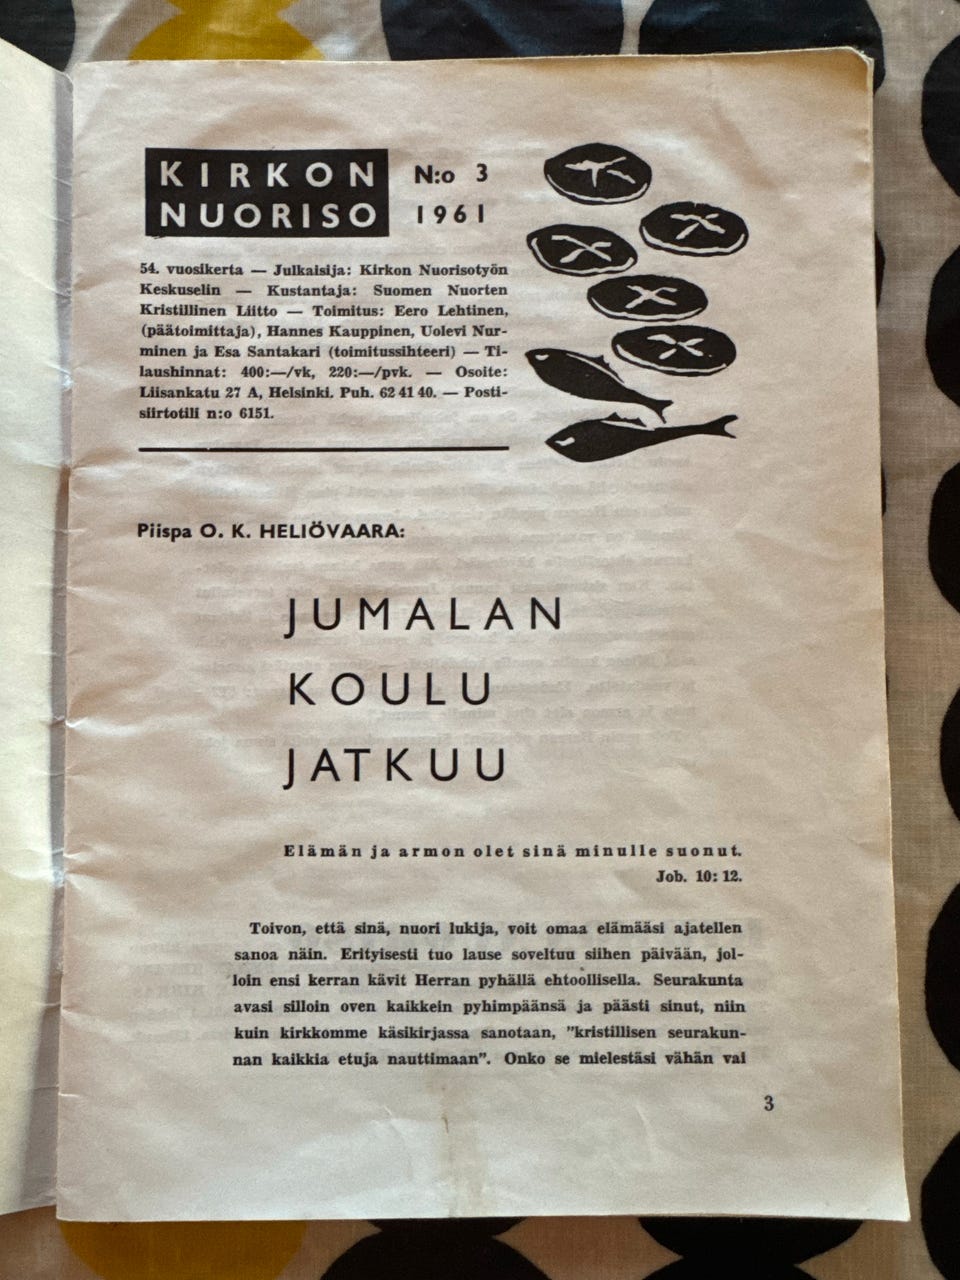 KIRKON
NUORISO
N:o 3
1961
54. vuosikerta — Julkaisija: Kirkon Nuorisotyön
Keskuselin — Kustantaja: Suomen Nuorten
Kristillinen Liitto — Toimitus: Eero Lehtinen,
(päätoimittaja), Hannes Kauppinen, Uolevi Nur-
minen ja Esa Santakari (toimitussihteeri) — Ti-
laushinnat: 400:—/vk, 220:—/pvk. — Osoite:
Liisankatu 27 A, Helsinki. Puh. 62 41 40. — Posti-
siirtotili n:o 6151.
Piispa O. K. HELIÖVAARA:
JUMALAN
KOULU
JATKUU
Elämän ja armon olet sinä minulle suonut.
Job. 10: 12.
Toivon, että sinä, nuori lukija, voit omaa elämääsi ajatellen
sanoa näin. Erityisesti tuo lause soveltuu siihen päivään, jol-
loin ensi kerran kävit Herran pyhällä ehtoollisella. Seurakunta
avasi silloin oven kaikkein pyhimpäänsä ja päästi sinut, niin
kuin kirkkomme käsikirjassa sanotaan, "kristillisen seurakun-
nan kaikkia etuja nauttimaan". Onko se mielestäsi vähän vai
3